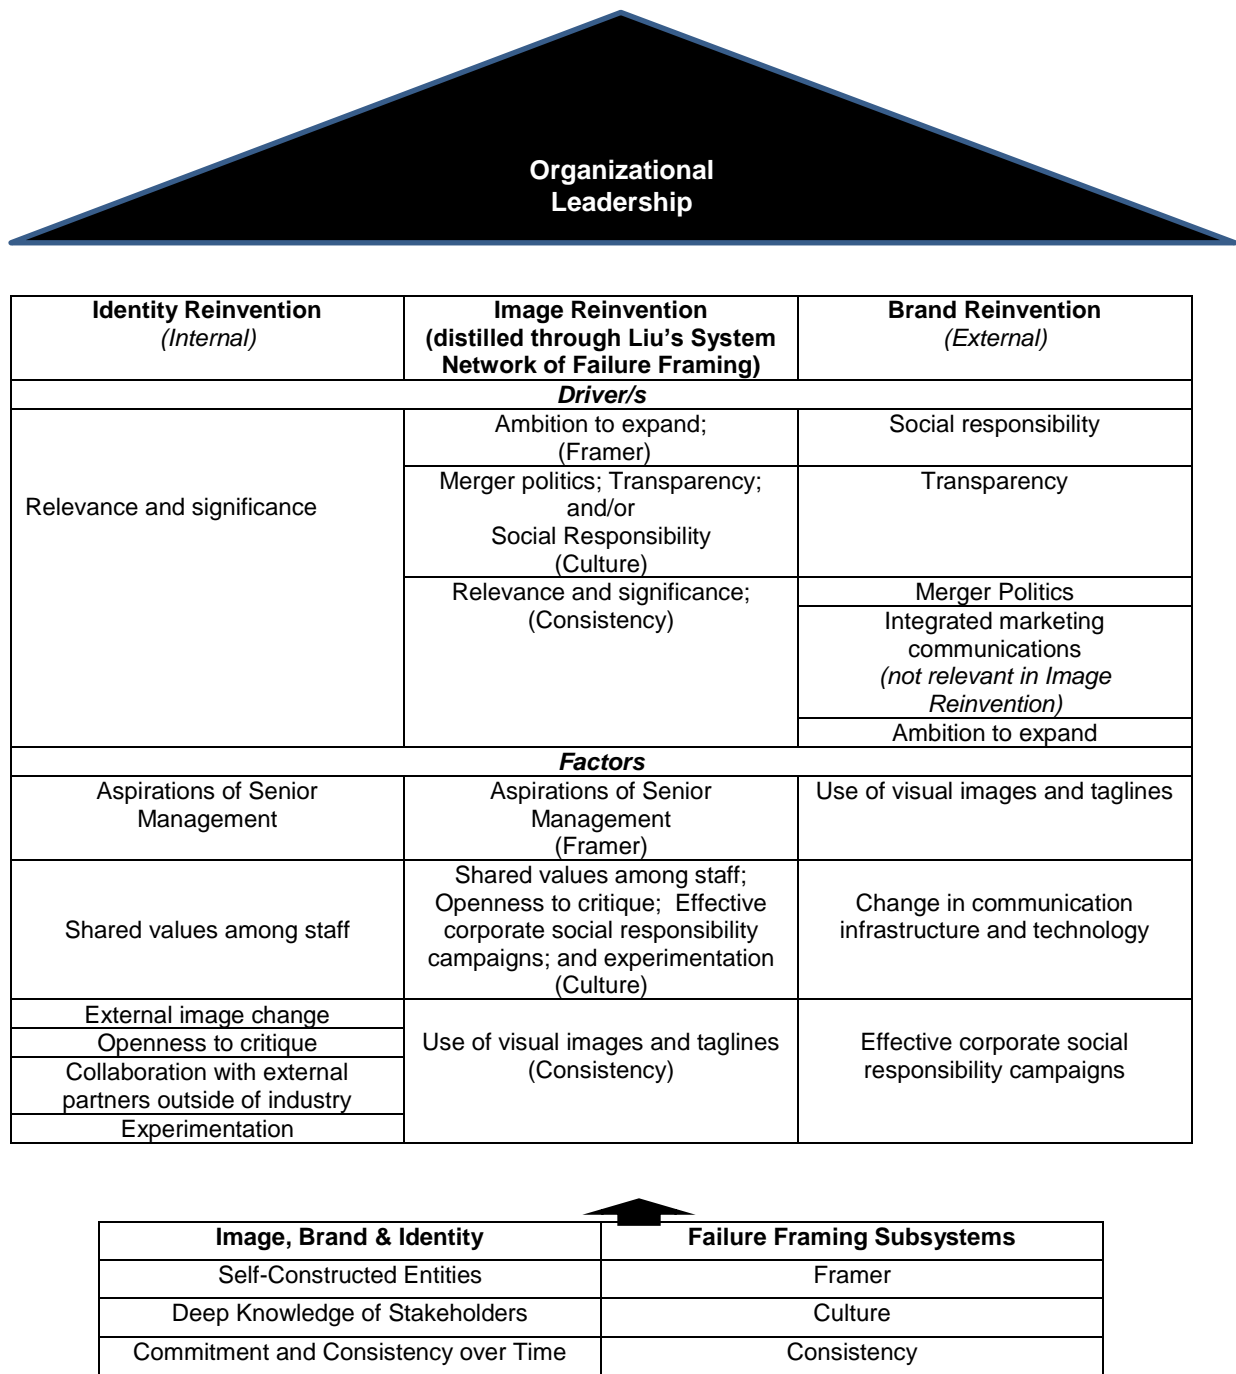 Organizational
Leadership
Identity Reinvention
(Internal)
Image Reinvention
(distilled through Liu's System
Network of Failure Framing)
Brand Reinvention
(External)
Driver/s
Relevance and significance
Ambition to expand;
(Framer)
Social responsibility
Merger politics; Transparency;
and/or
Social Responsibility
(Culture)
Transparency
Relevance and significance;
(Consistency)
Merger Politics
Integrated marketing
communications
(not relevant in Image
Reinvention)
Ambition to expand
Factors
Aspirations of Senior
Management
Aspirations of Senior
Management
(Framer)
Use of visual images and taglines
Shared values among staff
Shared values among staff;
Openness to critique; Effective
corporate social responsibility
campaigns; and experimentation
(Culture)
Change in communication
infrastructure and technology
External image change
Openness to critique
Collaboration with external
partners outside of industry
Experimentation
Use of visual images and taglines
(Consistency)
Effective corporate social
responsibility campaigns
Image, Brand & Identity
Failure Framing Subsystems
Self-Constructed Entities
Framer
Deep Knowledge of Stakeholders
Culture
Commitment and Consistency over Time
Consistency